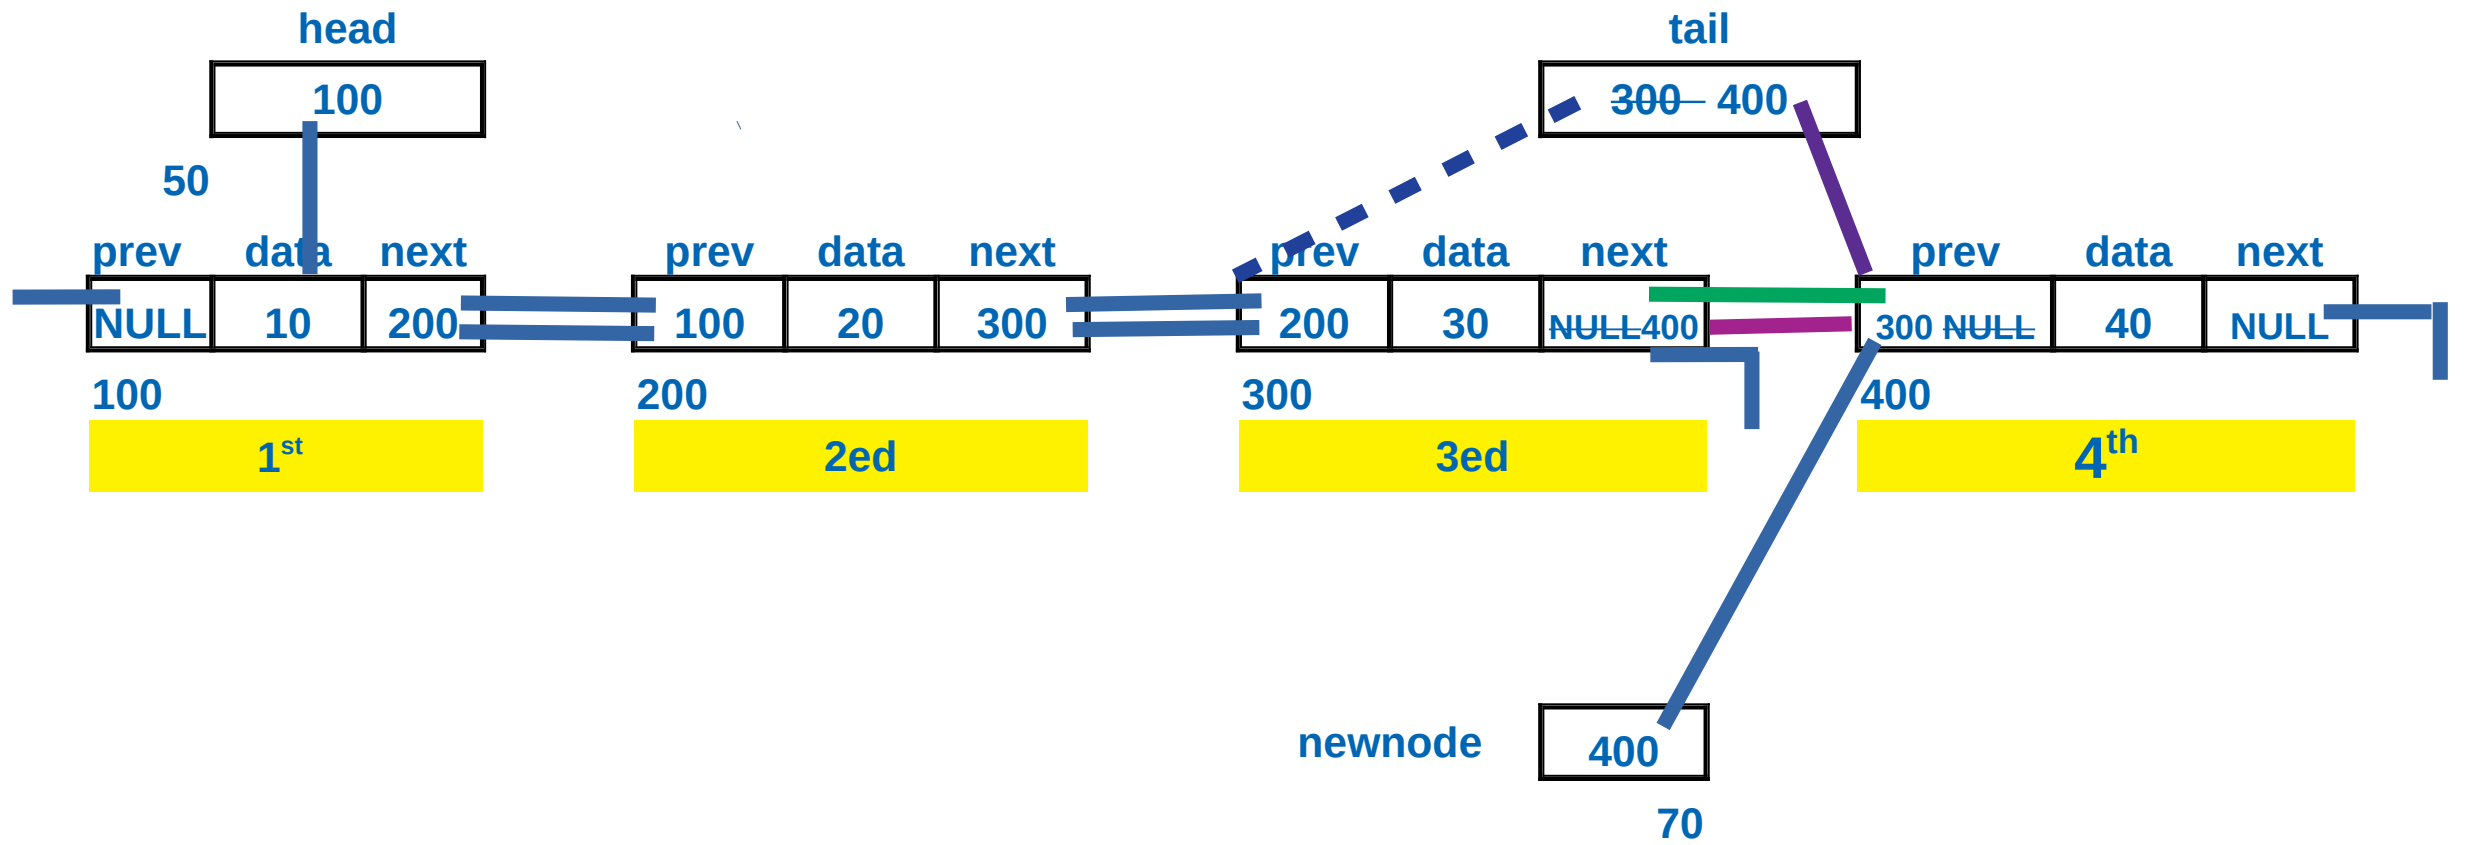 head tail
100 300 400
50
prev data next prev data next prev data next prev data next
NULL 10 200 100 20 300 200 30 NULL400 300 NULL 40 NULL
100 200 300 400
1st 2ed 3ed 4th
newnode 400
70